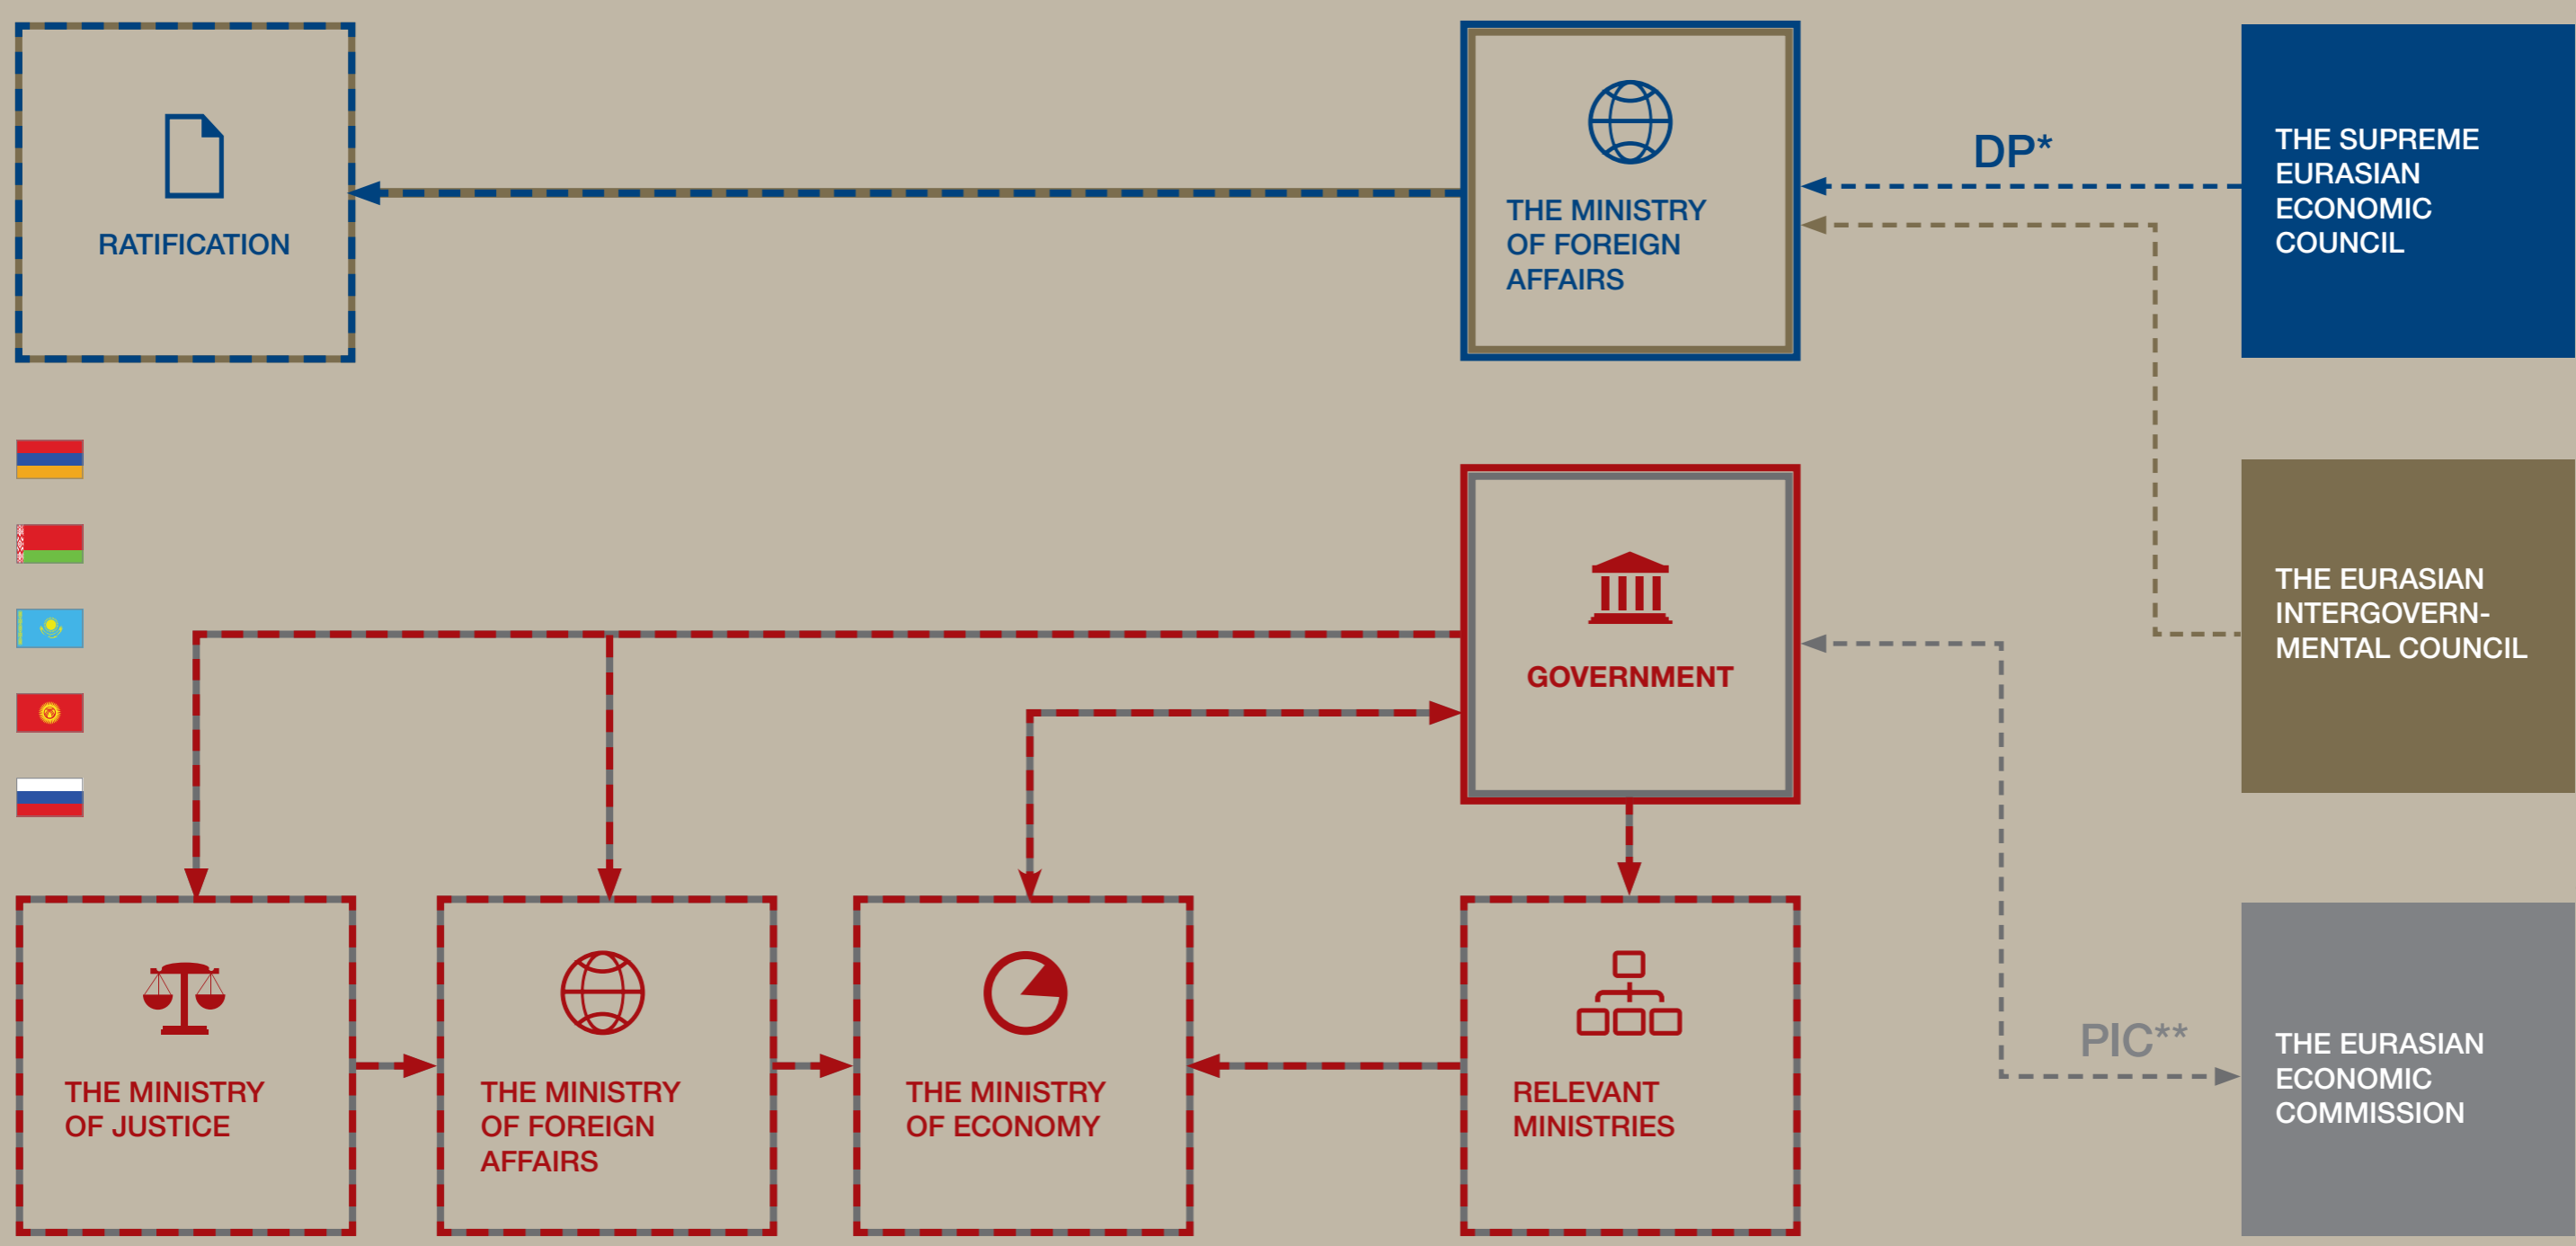 RATIFICATION
THE MINISTRY
OF FOREIGN
AFFAIRS
DP*
THE SUPREME
EURASIAN
ECONOMIC
COUNCIL
GOVERNMENT
THE EURASIAN
INTERGOVERN-
MENTAL COUNCIL
THE MINISTRY
OF JUSTICE
THE MINISTRY
OF FOREIGN
AFFAIRS
THE MINISTRY
OF ECONOMY
RELEVANT
MINISTRIES
PIC**
THE EURASIAN
ECONOMIC
COMMISSION